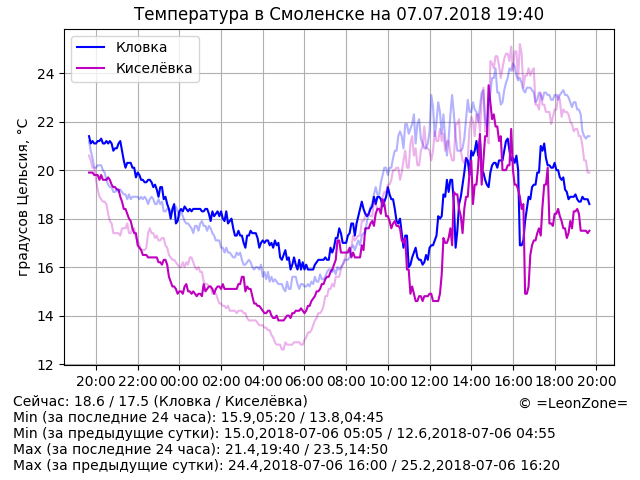 Температура в Смоленске на 07.07.2018 19:40
Кловка
Киселёвка
градусов Цельсия, °C
24
22
20
18
16
14
12
20:00 22:00 00:00 02:00 04:00 06:00 08:00 10:00 12:00 14:00 16:00 18:00 20:00
Сейчас: 18.6 / 17.5 (Кловка / Киселёвка)
© =LeonZone=
Min (за последние 24 часа): 15.9,05:20 / 13.8,04:45
Min (за предыдущие сутки): 15.0,2018-07-06 05:05 / 12.6,2018-07-06 04:55
Max (за последние 24 часа): 21.4,19:40 / 23.5,14:50
Max (за предыдущие сутки): 24.4,2018-07-06 16:00 / 25.2,2018-07-06 16:20